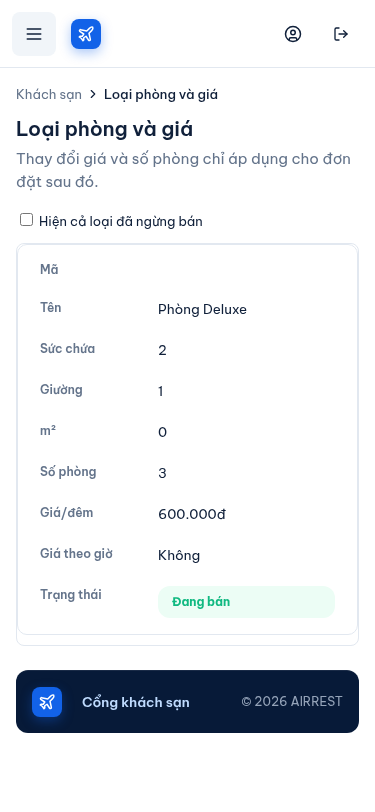 Khách sạn > Loại phòng và giá
Loại phòng và giá
Thay đổi giá và số phòng chỉ áp dụng cho đơn
đặt sau đó.
Hiện cả loại đã ngừng bán
Mã
Tên Phòng Deluxe
Sức chứa 2
Giường 1
m² 0
Số phòng 3
Giá/đêm 600.000đ
Giá theo giờ Không
Trạng thái Đang bán
Cổng khách sạn © 2026 AIRREST